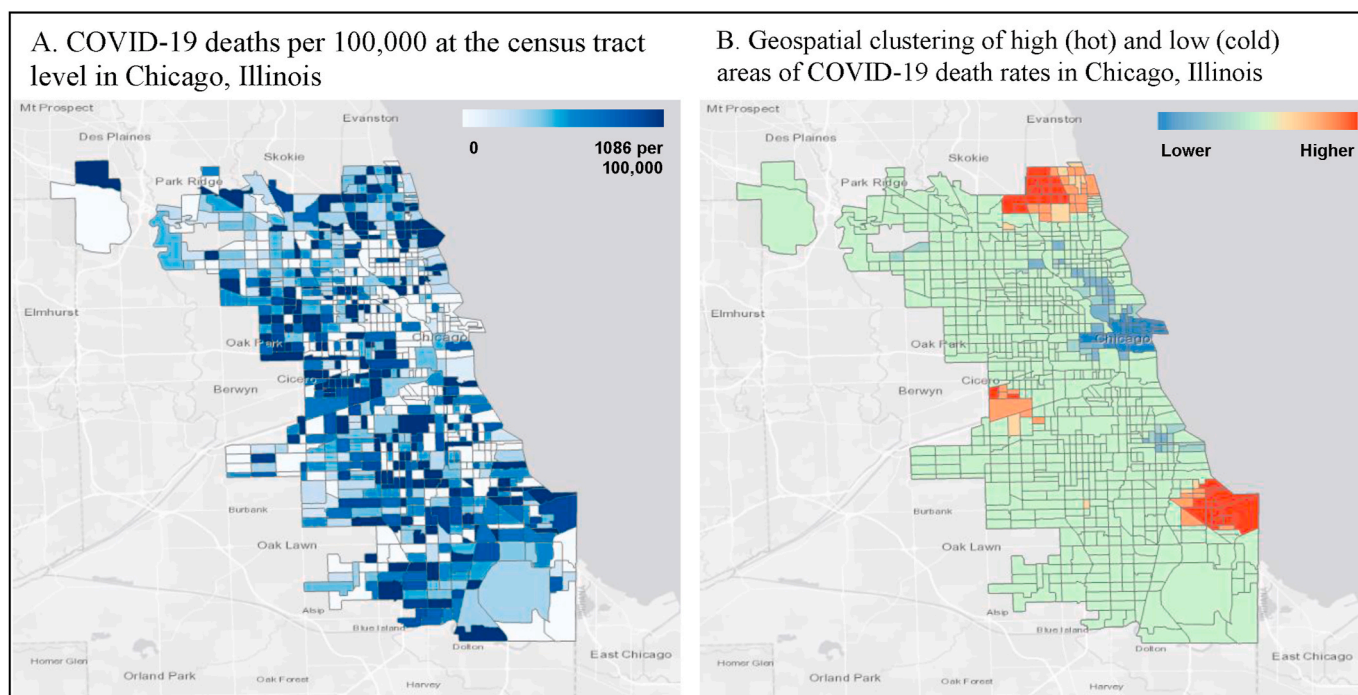 A. COVID-19 deaths per 100,000 at the census tract
level in Chicago, Illinois
Mt Prospect
Des Plaines
Evanston
Skokie
Park Ridge
0
1086 per
100,000
Elmhurst
Oak Park
Chicago
Berwyn
Cicero
Burbank
Oak Lawn
Alsip
Blue Island
Dolton
East Chicago
Homer Glen
Orland Park
Oak Forest
Harvey
B. Geospatial clustering of high (hot) and low (cold)
areas of COVID-19 death rates in Chicago, Illinois
Mt Prospect
Des Plaines
Evanston
Skokie
Park Ridge
Lower
Higher
Elmhurst
Oak Park
Chicago
Berwyn
Cicero
Burbank
Oak Lawn
Alsip
Blue Island
Dolton
East Chicago
Homer Glen
Orland Park
Oak Forest
Harvey